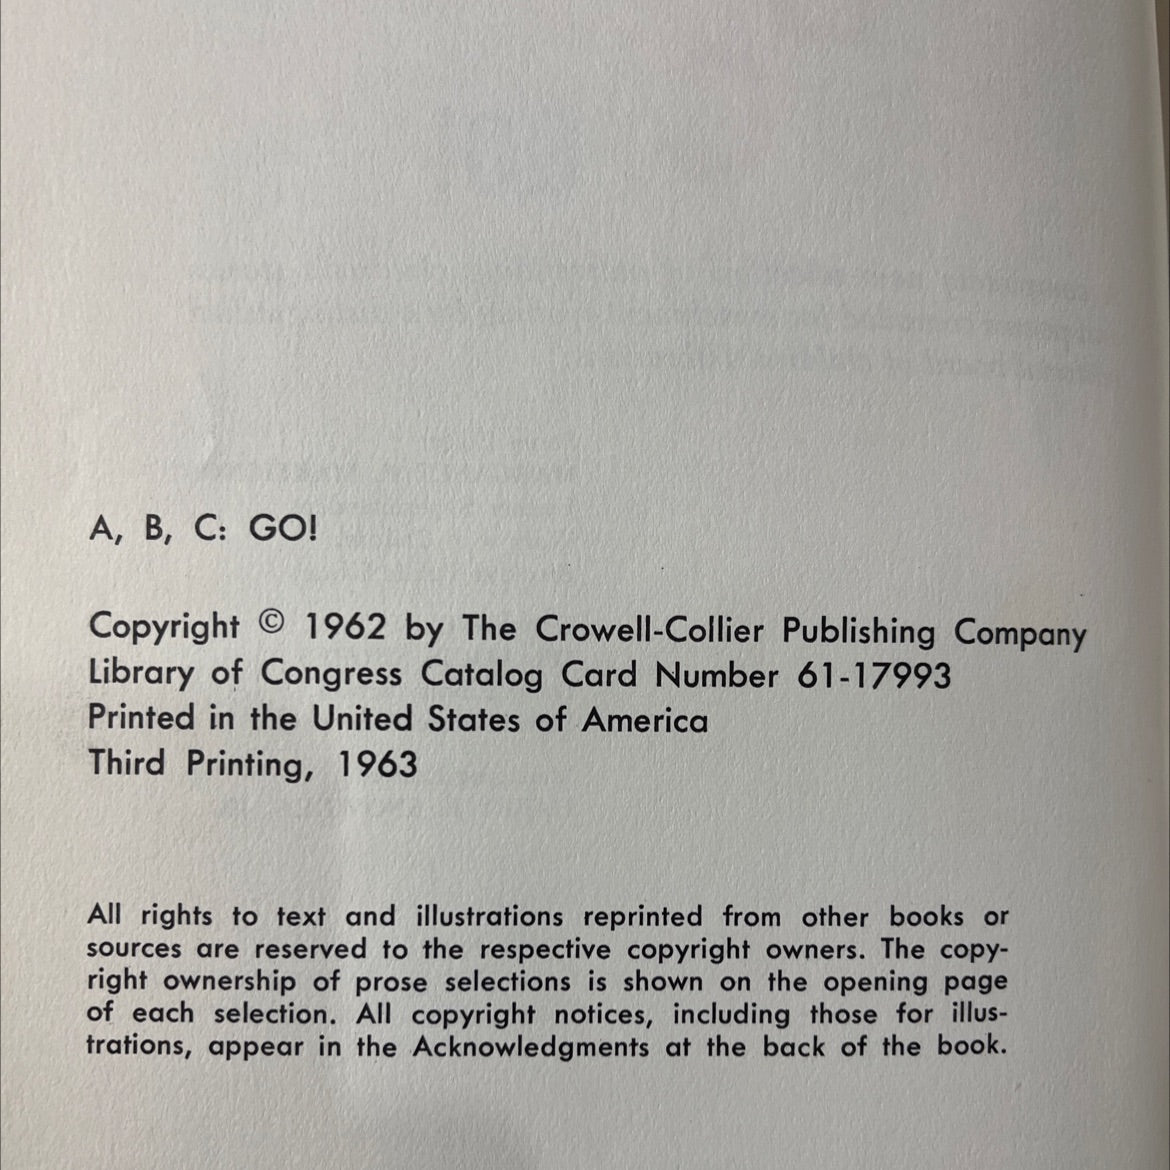 A, B, C: GO!
Copyright © 1962 by The Crowell-Collier Publishing Company
Library of Congress Catalog Card Number 61-17993
Printed in the United States of America
Third Printing, 1963
All rights to text and illustrations reprinted from other books or
sources are reserved to the respective copyright owners. The copy-
right ownership of prose selections is shown on the opening page
of each selection. All copyright notices, including those for illus-
trations, appear in the Acknowledgments at the back of the book.